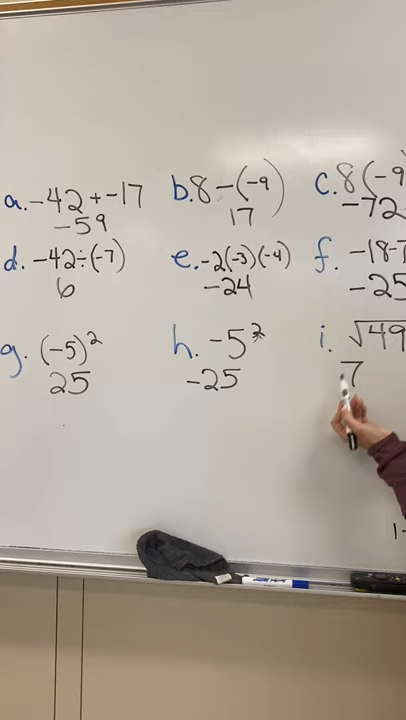 a. -42 + -17 b. 8 - (-9) c. 8(-9
-59 17 -72
d. -42 ÷ (-7) e. -2(-3)(-4) f. -18-7
6 -24 -25
g. (-5)² h. -5² i. √49
25 -25 7